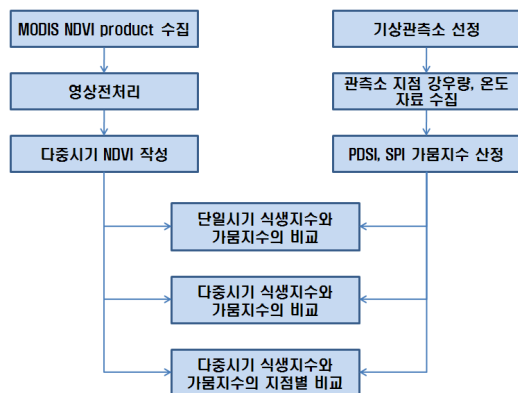 MODIS NDVI product 수집
영상전처리
다중시기 NDVI 작성
기상관측소 선정
관측소 지점 강우량, 온도
자료 수집
PDSI, SPI 가뭄지수 산정
단일시기 식생지수와
가뭄지수의 비교
다중시기 식생지수와
가뭄지수의 비교
다중시기 식생지수와
가뭄지수의 지점별 비교